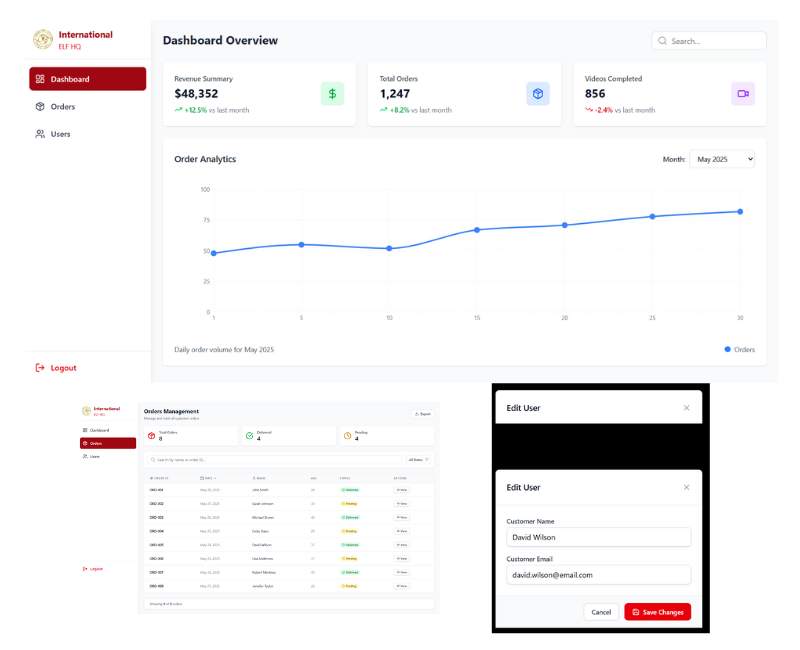 International
ELF HQ
Dashboard
Orders
Users
Logout
Dashboard Overview
Search...
Revenue Summary
$48,352
+12.5% vs last month
Total Orders
1,247
+8.2% vs last month
Videos Completed
856
-2.4% vs last month
Order Analytics
Month: May 2025
100
75
50
25
0
1 5 10 15 20 25 30
Daily order volume for May 2025
Orders
International
ELF HQ
Dashboard
Orders
Users
Logout
Orders Management
Manage and track all customer orders
Export
Total Orders
8
Delivered
4
Pending
4
Search by name or order ID...
All Status
ORDER ID DATE NAME AGE STATUS ACTIONS
ORD-001 May 28, 2025 John Smith Delivered View
ORD-002 May 27, 2025 Sarah Johnson Pending View
ORD-003 May 26, 2025 Michael Brown Delivered View
ORD-004 May 25, 2025 Emily Davis Pending View
ORD-005 May 24, 2025 David Wilson Delivered View
ORD-006 May 23, 2025 Lisa Anderson Pending View
ORD-007 May 22, 2025 Robert Martinez Delivered View
ORD-008 May 21, 2025 Jennifer Taylor Pending View
Showing 8 of 8 orders
Edit User
Edit User
Customer Name
David Wilson
Customer Email
david.wilson@email.com
Cancel
Save Changes